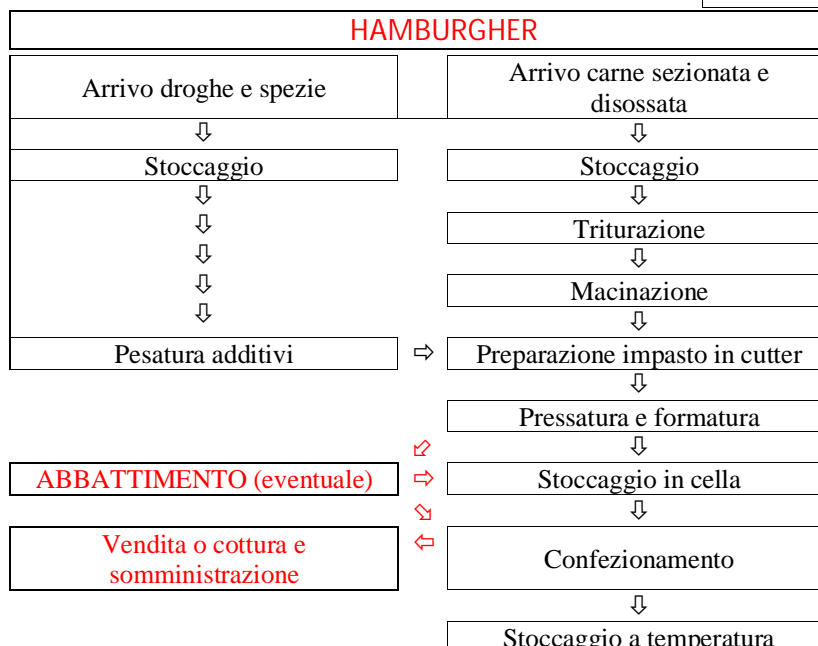 HAMBURGHER
Arrivo droghe e spezie
Arrivo carne sezionata e
disossata
⇩
⇩
Stoccaggio
Stoccaggio
⇩
⇩
⇩
Triturazione
⇩
⇩
⇩
Macinazione
⇩
⇩
Pesatura additivi
⇨
Preparazione impasto in cutter
⇩
Pressatura e formatura
⇩
ABBATTIMENTO (eventuale)
⇨
Stoccaggio in cella
⇩
Vendita o cottura e
somministrazione
⇦
Confezionamento
⇩
Stoccaggio a temperatura